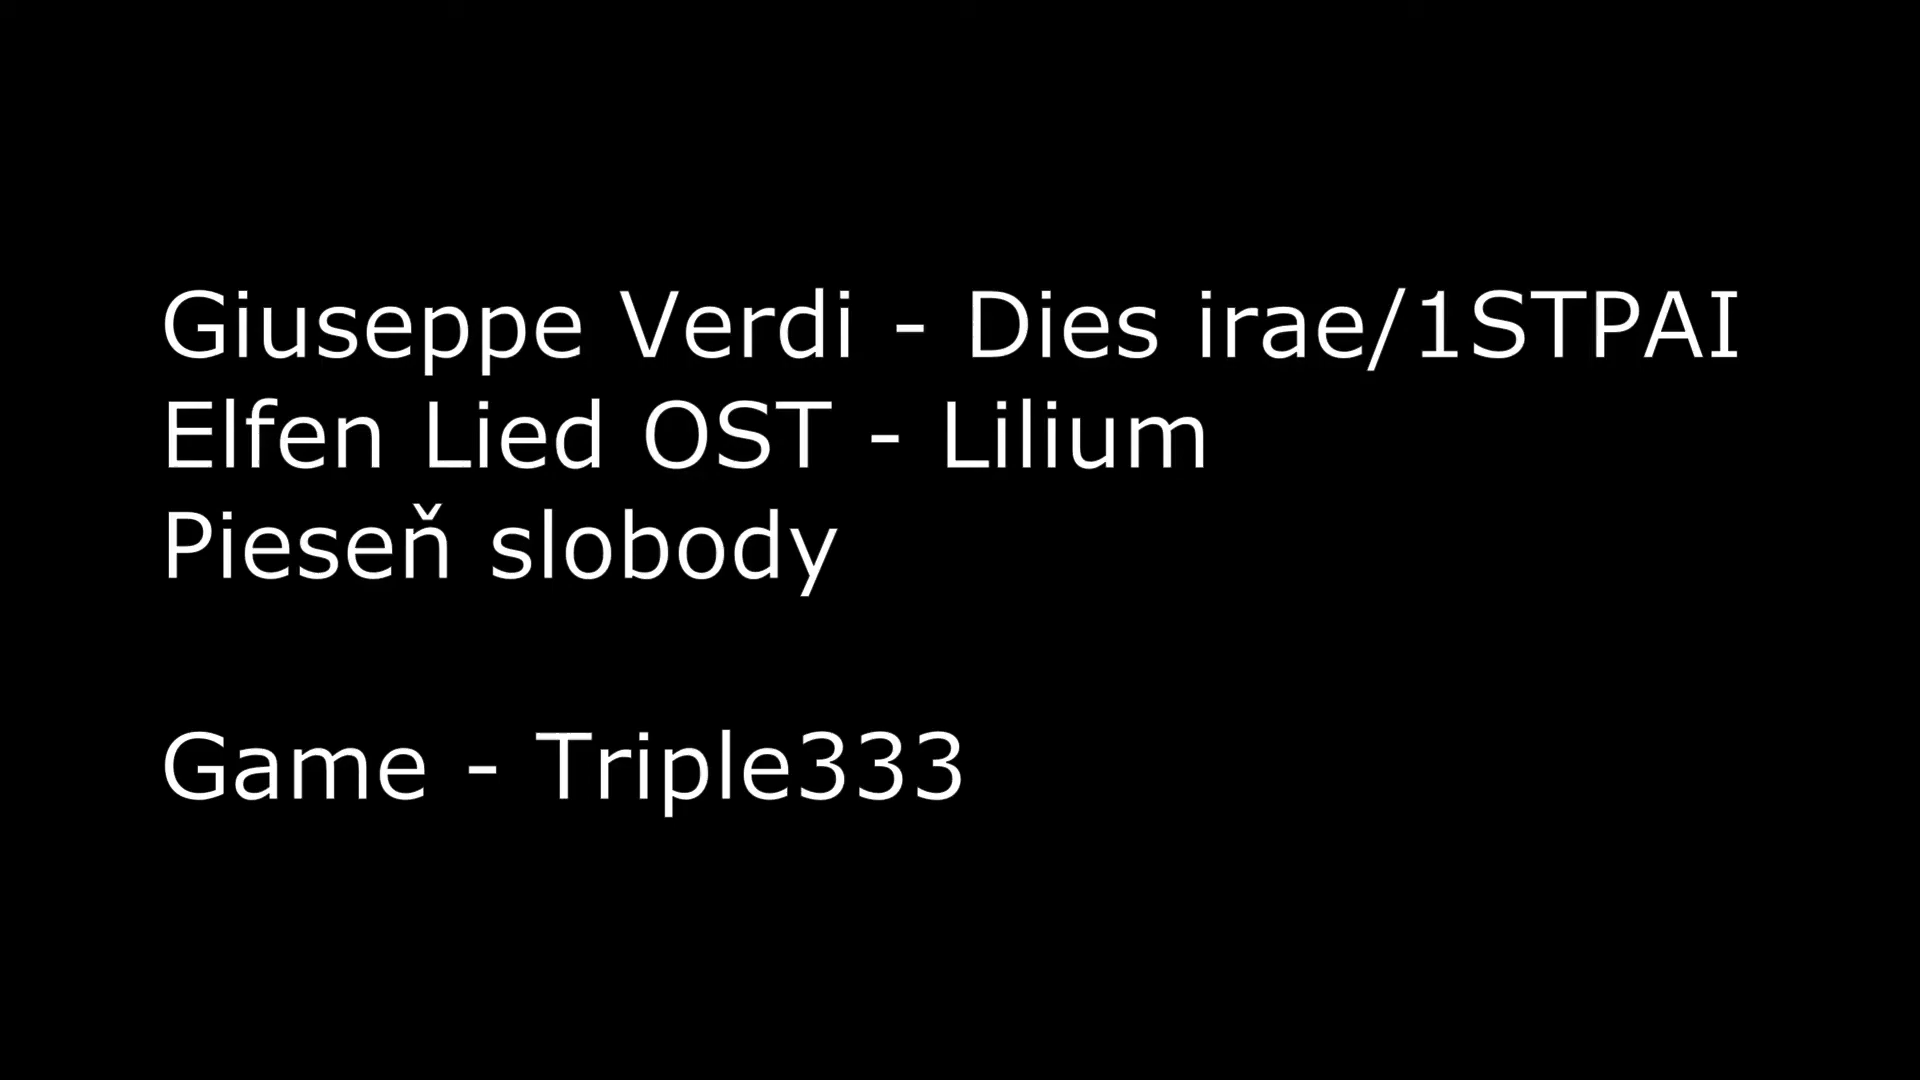 Giuseppe Verdi - Dies irae/1STPAI
Elfen Lied OST - Lilium
Pieseň slobody
Game - Triple333